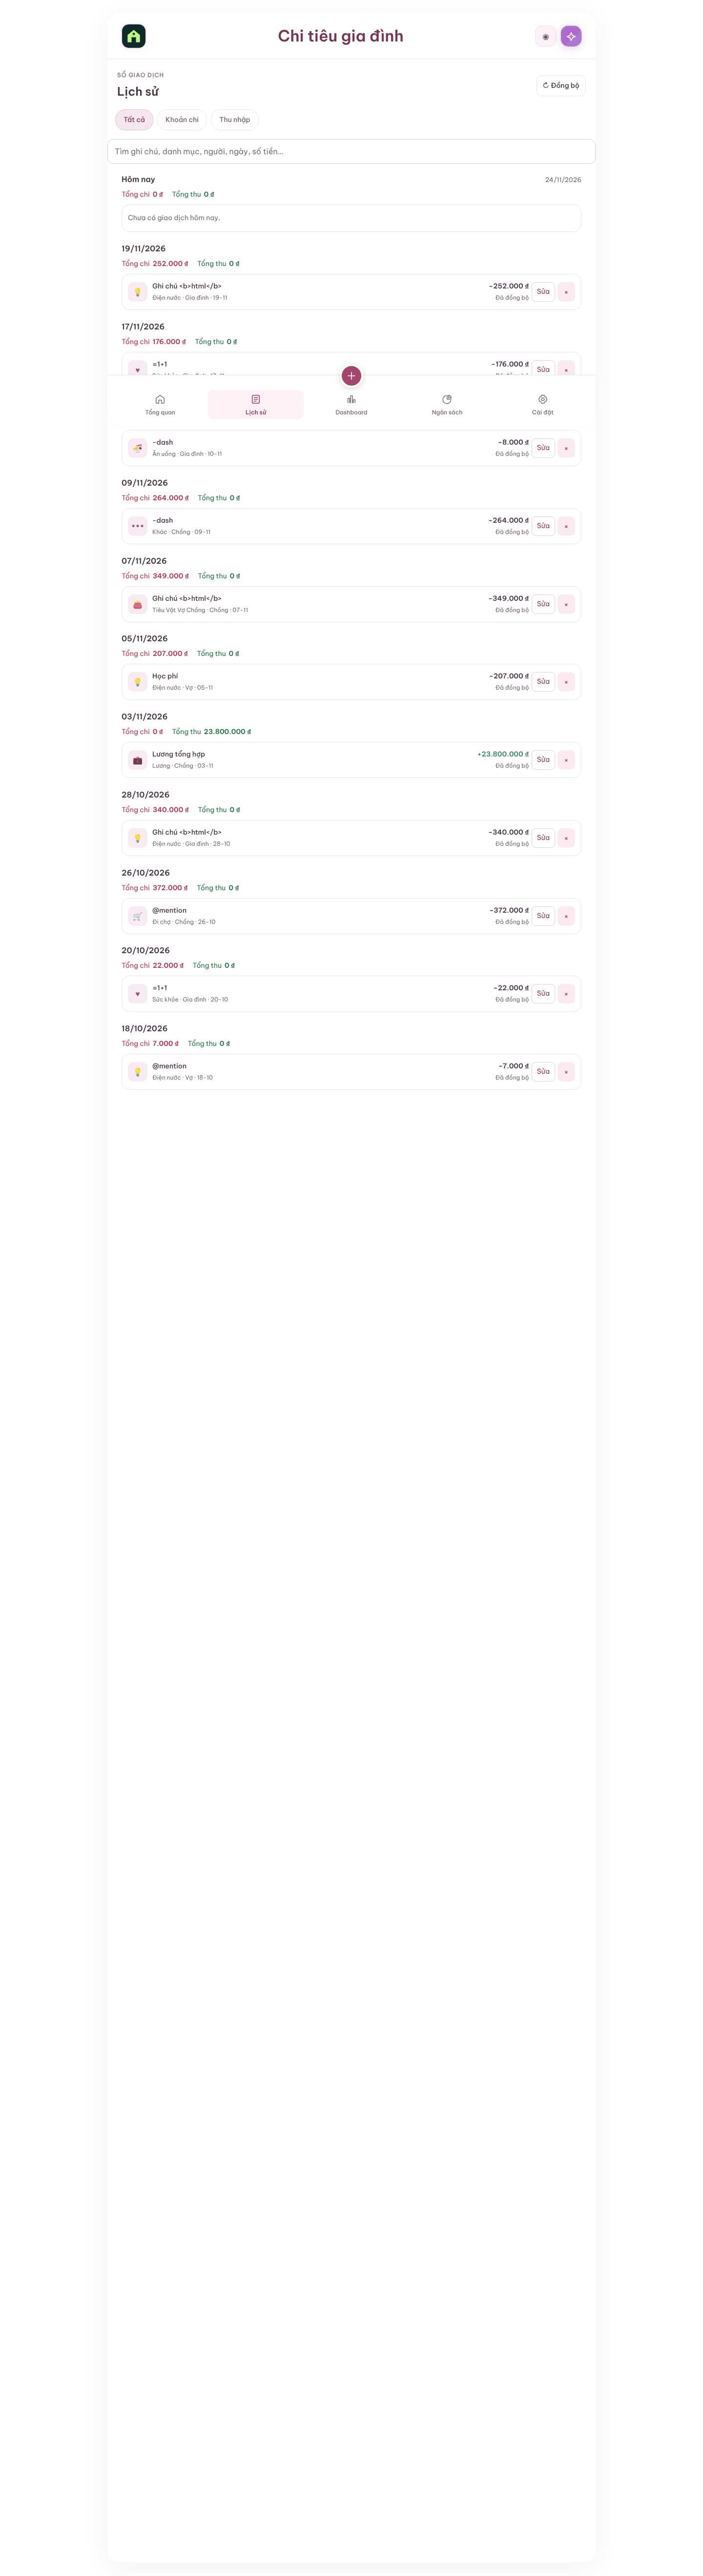 Chi tiêu gia đình
SỔ GIAO DỊCH
Lịch sử
↻ Đồng bộ
Tất cả
Khoản chi
Thu nhập
Tìm ghi chú, danh mục, người, ngày, số tiền...
Hôm nay
24/11/2026
Tổng chi 0 đ Tổng thu 0 đ
Chưa có giao dịch hôm nay.
19/11/2026
Tổng chi 252.000 đ Tổng thu 0 đ
Ghi chú <b>html</b>
Điện nước · Gia đình · 19-11
-252.000 đ
Đã đồng bộ
Sửa
×
17/11/2026
Tổng chi 176.000 đ Tổng thu 0 đ
=1+1
-176.000 đ
Sửa
×
+
Tổng quan
Lịch sử
Dashboard
Ngân sách
Cài đặt
-dash
Ăn uống · Gia đình · 10-11
-8.000 đ
Đã đồng bộ
Sửa
×
09/11/2026
Tổng chi 264.000 đ Tổng thu 0 đ
-dash
Khác · Chồng · 09-11
-264.000 đ
Đã đồng bộ
Sửa
×
07/11/2026
Tổng chi 349.000 đ Tổng thu 0 đ
Ghi chú <b>html</b>
Tiêu Vặt Vợ Chồng · Chồng · 07-11
-349.000 đ
Đã đồng bộ
Sửa
×
05/11/2026
Tổng chi 207.000 đ Tổng thu 0 đ
Học phí
Điện nước · Vợ · 05-11
-207.000 đ
Đã đồng bộ
Sửa
×
03/11/2026
Tổng chi 0 đ Tổng thu 23.800.000 đ
Lương tổng hợp
Lương · Chồng · 03-11
+23.800.000 đ
Đã đồng bộ
Sửa
×
28/10/2026
Tổng chi 340.000 đ Tổng thu 0 đ
Ghi chú <b>html</b>
Điện nước · Gia đình · 28-10
-340.000 đ
Đã đồng bộ
Sửa
×
26/10/2026
Tổng chi 372.000 đ Tổng thu 0 đ
@mention
Đi chợ · Chồng · 26-10
-372.000 đ
Đã đồng bộ
Sửa
×
20/10/2026
Tổng chi 22.000 đ Tổng thu 0 đ
=1+1
Sức khỏe · Gia đình · 20-10
-22.000 đ
Đã đồng bộ
Sửa
×
18/10/2026
Tổng chi 7.000 đ Tổng thu 0 đ
@mention
Điện nước · Vợ · 18-10
-7.000 đ
Đã đồng bộ
Sửa
×